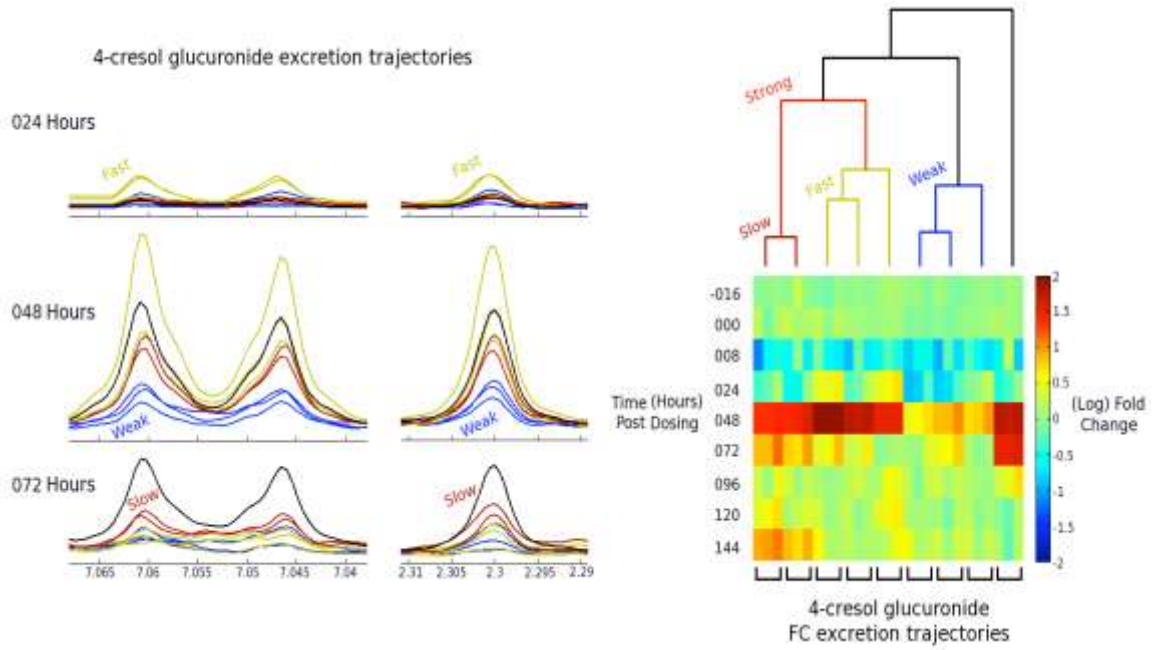 4-cresol glucuronide excretion trajectories
024 Hours
Fast
Fast
048 Hours
Weak
Weak
072 Hours
Slow
Slow
7.065 7.06 7.055 7.05 7.045 7.04
2.31 2.305 2.3 2.295 2.29
Strong
Fast
Weak
Slow
Time (Hours)
Post Dosing
-016
000
008
024
048
072
096
120
144
2
1.5
1
0.5
0
-0.5
-1
-1.5
-2
(Log) Fold
Change
4-cresol glucuronide
FC excretion trajectories